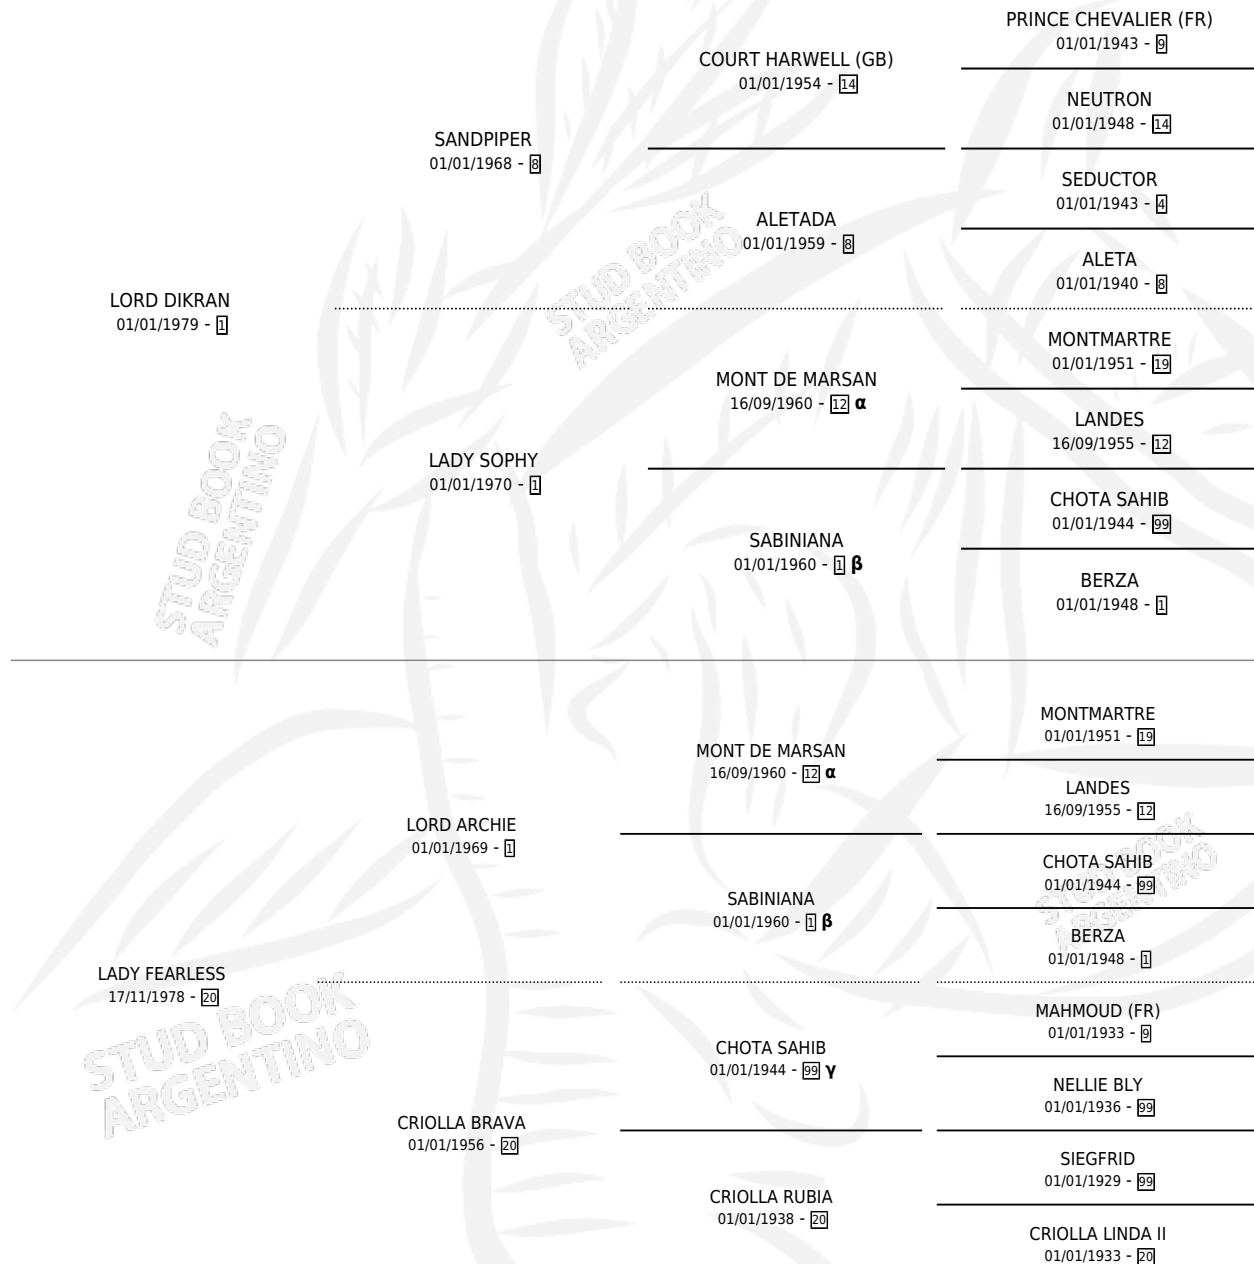 PRINCE CHEVALIER (FR)
01/01/1943 - 9
COURT HARWELL (GB)
01/01/1954 - 14
NEUTRON
01/01/1948 - 14
SANDPIPER
01/01/1968 - 8
SEDUCTOR
01/01/1943 - 4
ALETADA
01/01/1959 - 8
ALETA
01/01/1940 - 8
STUD BOOK
ARGENTINO
LORD DIKRAN
01/01/1979 - 1
MONTMARTRE
01/01/1951 - 19
MONT DE MARSAN
16/09/1960 - 12 α
LANDES
16/09/1955 - 12
LADY SOPHY
01/01/1970 - 1
CHOTA SAHIB
01/01/1944 - 99
SABINIANA
01/01/1960 - 1 β
BERZA
01/01/1948 - 1
STUD BOOK
ARGENTINO
MONTMARTRE
01/01/1951 - 19
MONT DE MARSAN
16/09/1960 - 12 α
LANDES
16/09/1955 - 12
LORD ARCHIE
01/01/1969 - 1
CHOTA SAHIB
01/01/1944 - 99
SABINIANA
01/01/1960 - 1 β
BERZA
01/01/1948 - 1
STUD BOOK
ARGENTINO
LADY FEARLESS
17/11/1978 - 20
MAHMOUD (FR)
01/01/1933 - 9
CHOTA SAHIB
01/01/1944 - 99 γ
NELLIE BLY
01/01/1936 - 99
STUD BOOK
ARGENTINO
CRIOLLA BRAVA
01/01/1956 - 20
SIEGFRID
01/01/1929 - 99
CRIOLLA RUBIA
01/01/1938 - 20
CRIOLLA LINDA II
01/01/1933 - 20